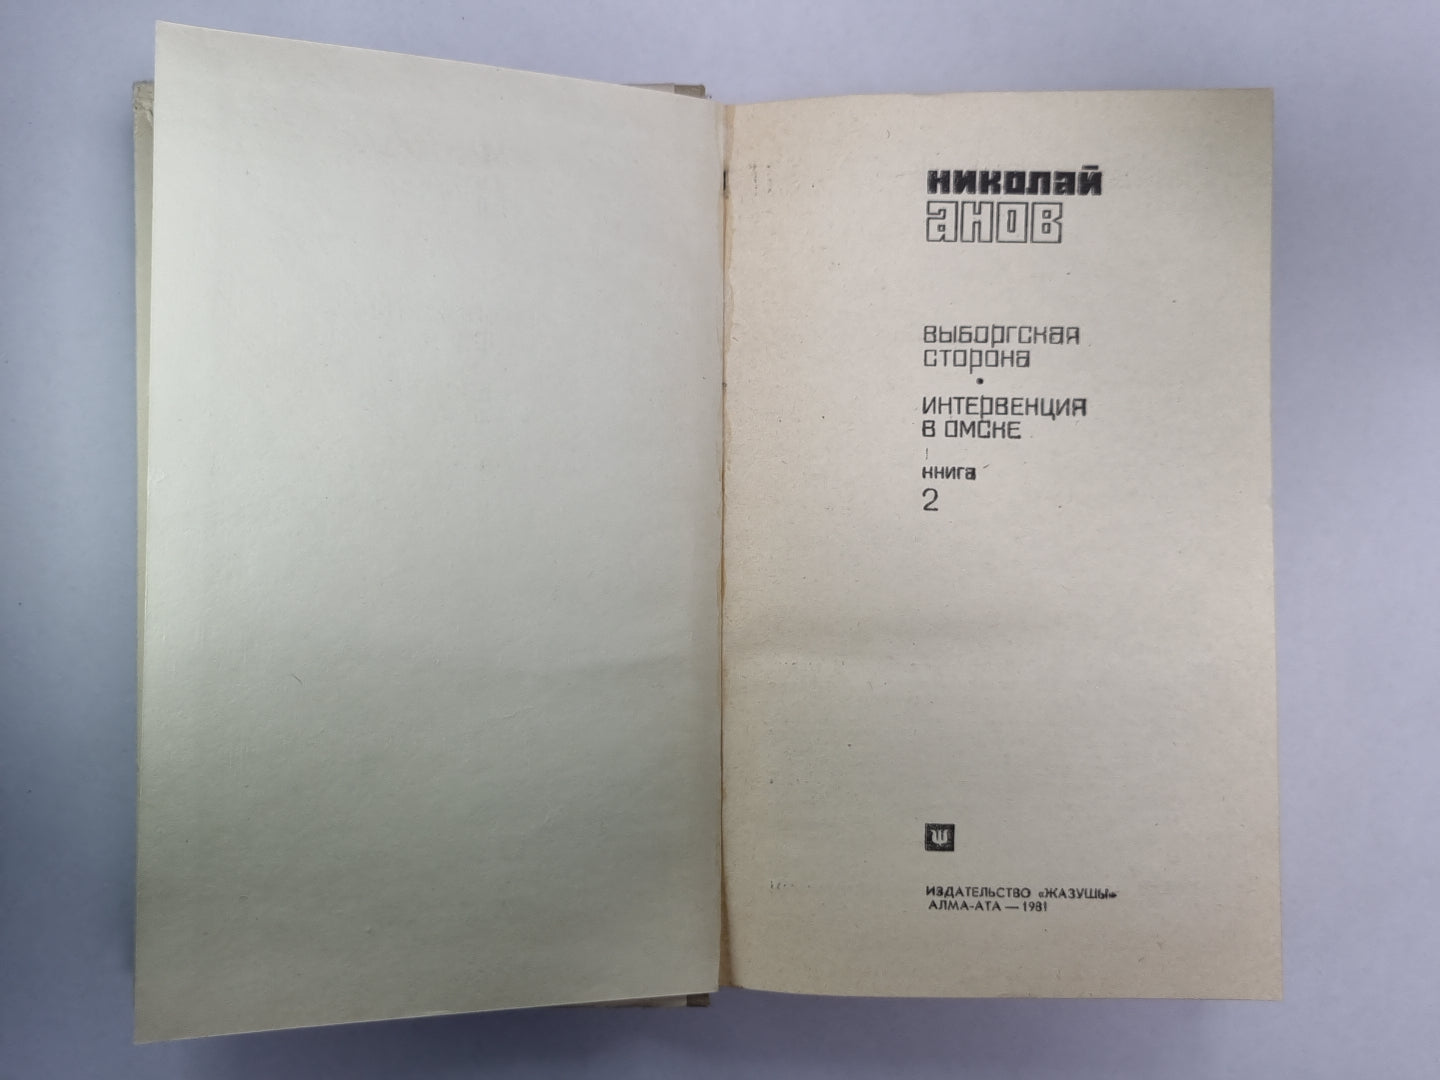 николай
анов
выборгская
сторона
•
интервенция
в омске
книга
2
ИЗДАТЕЛЬСТВО «ЖАЗУШЫ»
АЛМА-АТА — 1981